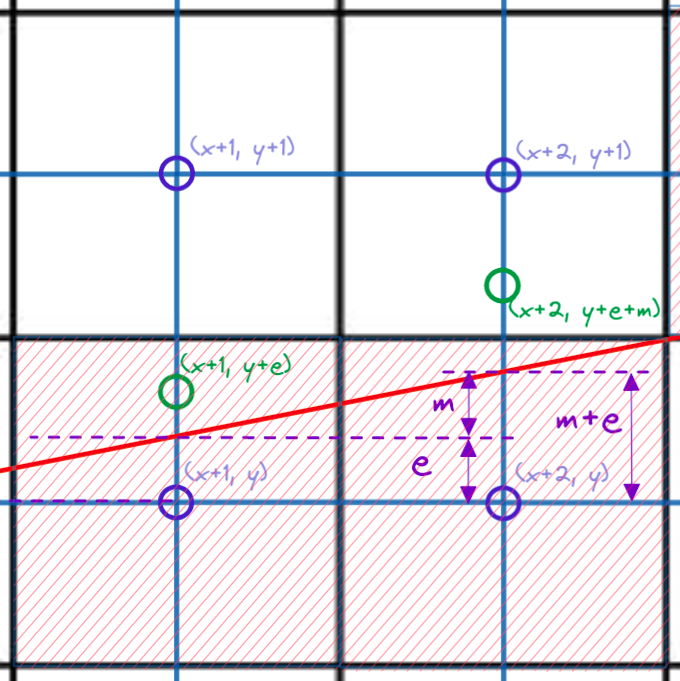 (x+1, y+1)
(x+2, y+1)
(x+2, y+e+m)
(x+1, y+e)
m
m+e
e
(x+1, y)
(x+2, y)